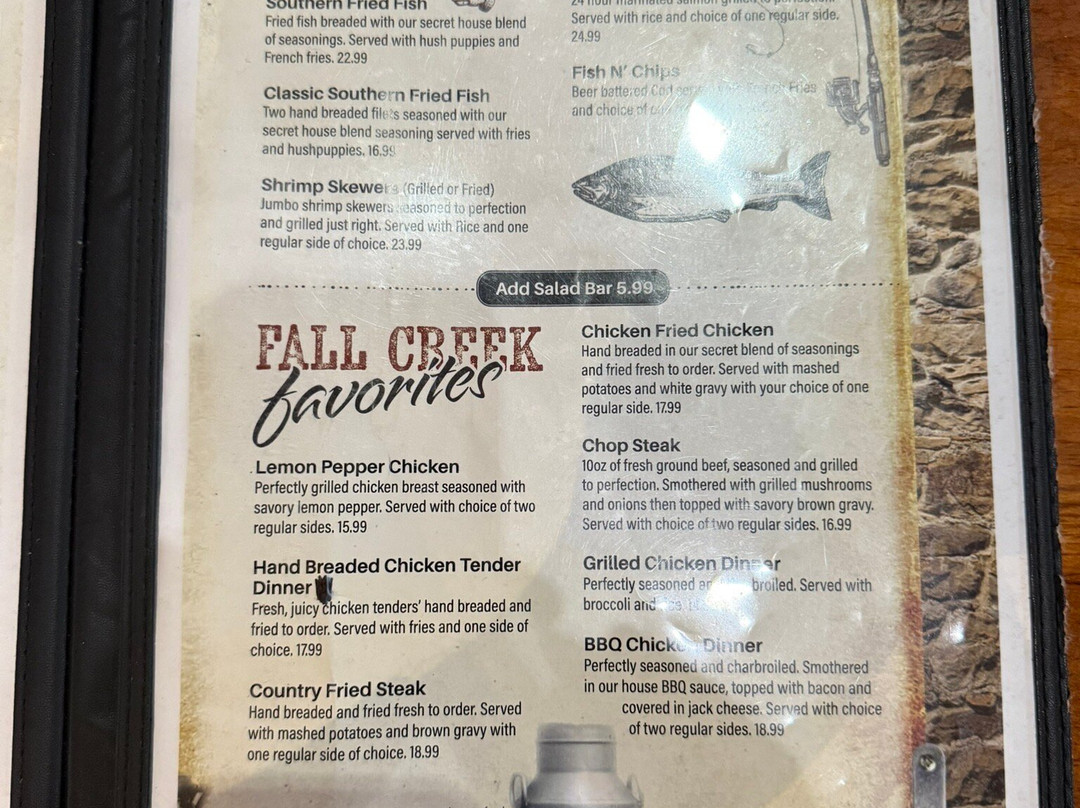 Southern Fried Fish
Fried fish breaded with our secret house blend
of seasonings. Served with hush puppies and
French fries. 22.99
Classic Southern Fried Fish
Two hand breaded filets seasoned with our
secret house blend seasoning served with fries
and hushpuppies. 16.99
Shrimp Skewers (Grilled or Fried)
Jumbo shrimp skewers seasoned to perfection
and grilled just right. Served with Rice and one
regular side of choice. 23.99
24 hour marinated salmon grilled to perfection.
Served with rice and choice of one regular side.
24.99
Fish N' Chips
Beer battered Cod French Fries
and choice of
Add Salad Bar 5.99
FALL CREEK
favorites
Lemon Pepper Chicken
Perfectly grilled chicken breast seasoned with
savory lemon pepper. Served with choice of two
regular sides. 15.99
Hand Breaded Chicken Tender
Dinner
Fresh, juicy chicken tenders' hand breaded and
fried to order. Served with fries and one side of
choice. 17.99
Country Fried Steak
Hand breaded and fried fresh to order. Served
with mashed potatoes and brown gravy with
one regular side of choice. 18.99
Chicken Fried Chicken
Hand breaded in our secret blend of seasonings
and fried fresh to order. Served with mashed
potatoes and white gravy with your choice of one
regular side. 17.99
Chop Steak
10oz of fresh ground beef, seasoned and grilled
to perfection. Smothered with grilled mushrooms
and onions then topped with savory brown gravy.
Served with choice of two regular sides. 16.99
Grilled Chicken Dinner
Perfectly seasoned broiled. Served with
broccoli and
BBQ Chicken Dinner
Perfectly seasoned and charbroiled. Smothered
in our house BBQ sauce, topped with bacon and
covered in jack cheese. Served with choice
of two regular sides. 18.99